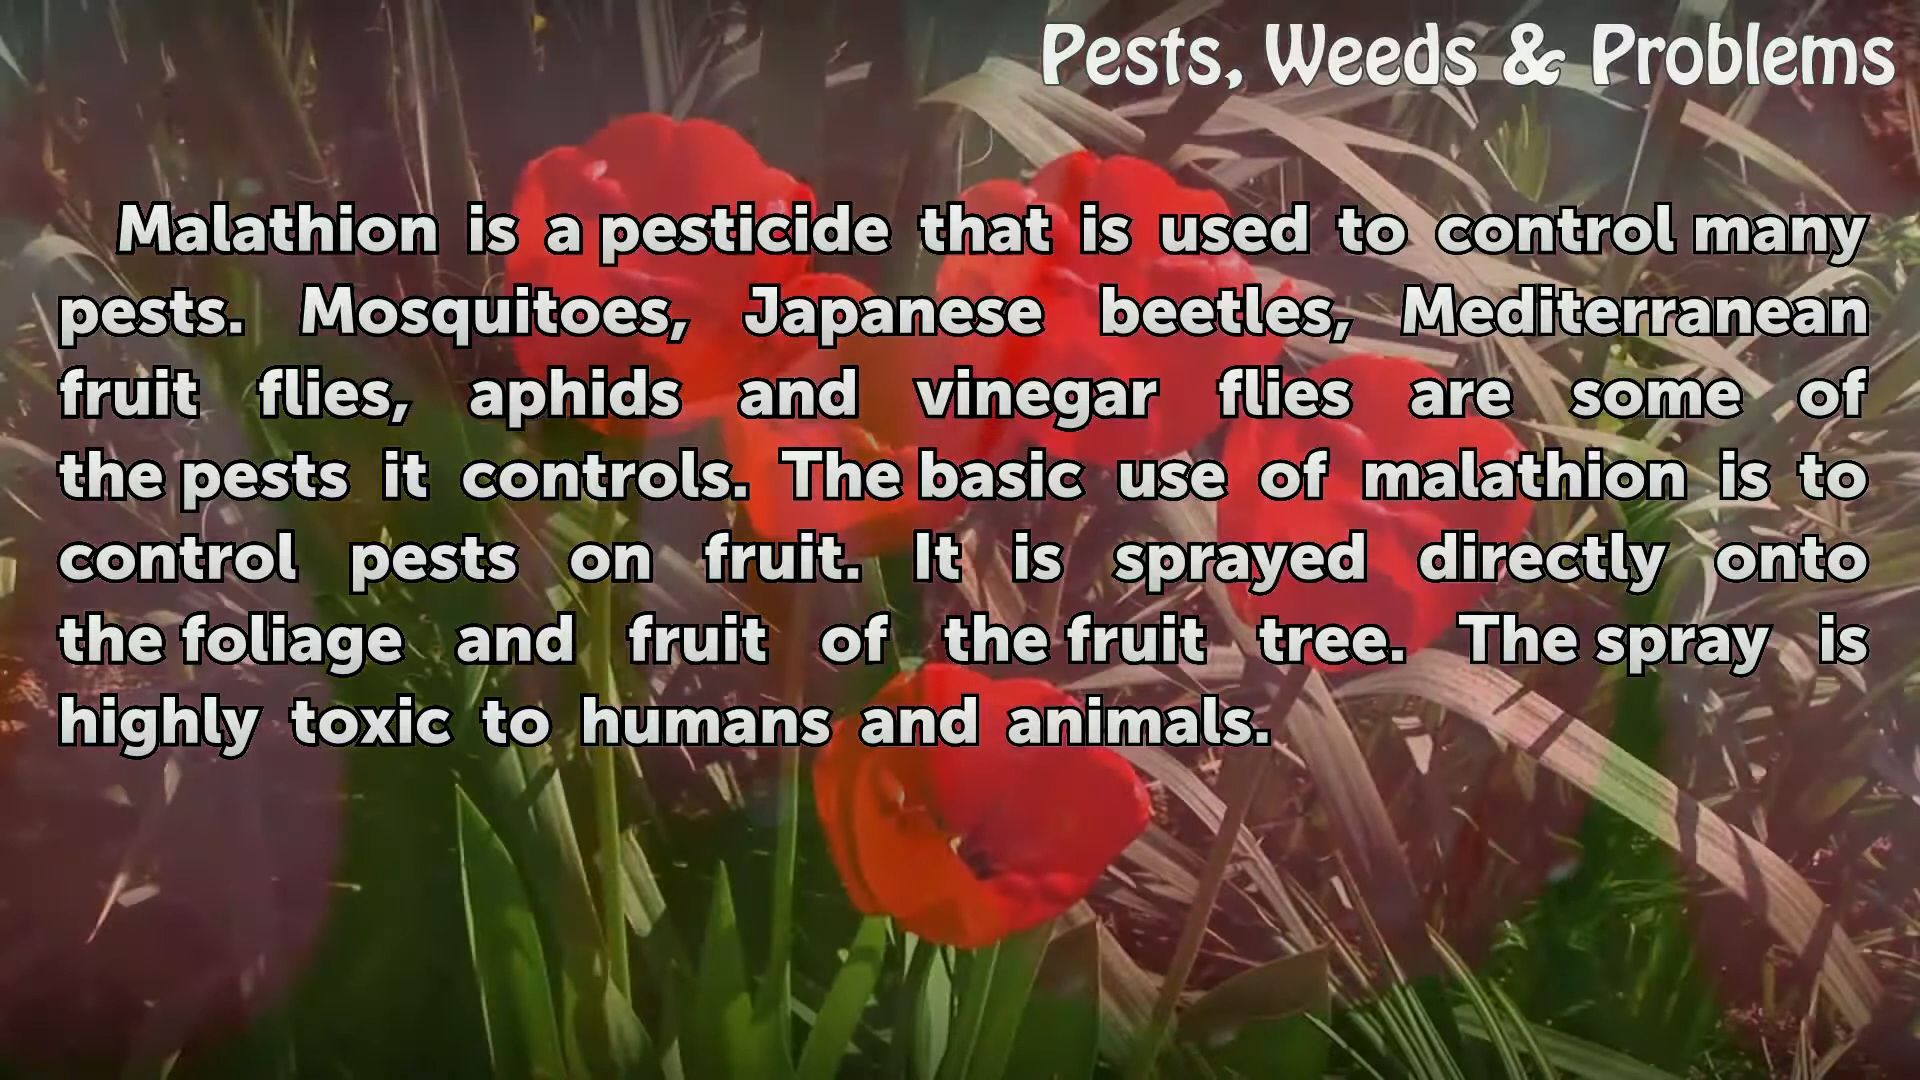 Pests, Weeds & Problems
Malathion is a pesticide that is used to control many
pests. Mosquitoes, Japanese beetles, Mediterranean
fruit flies, aphids and vinegar flies are some of
the pests it controls. The basic use of malathion is to
control pests on fruit. It is sprayed directly onto
the foliage and fruit of the fruit tree. The spray is
highly toxic to humans and animals.